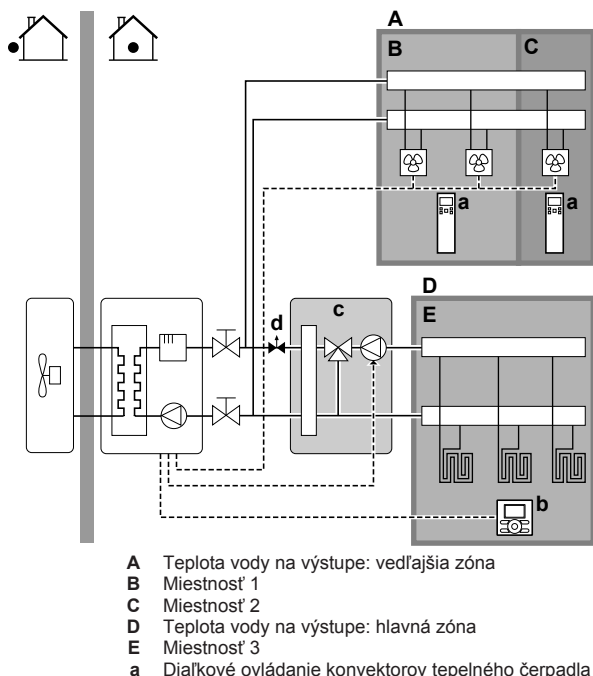 A
B C
a a
D
E
c
d
b
A Teplota vody na výstupe: vedľajšia zóna
B Miestnosť 1
C Miestnosť 2
D Teplota vody na výstupe: hlavná zóna
E Miestnosť 3
a Diaľkové ovládanie konvektorov tepelného čerpadla